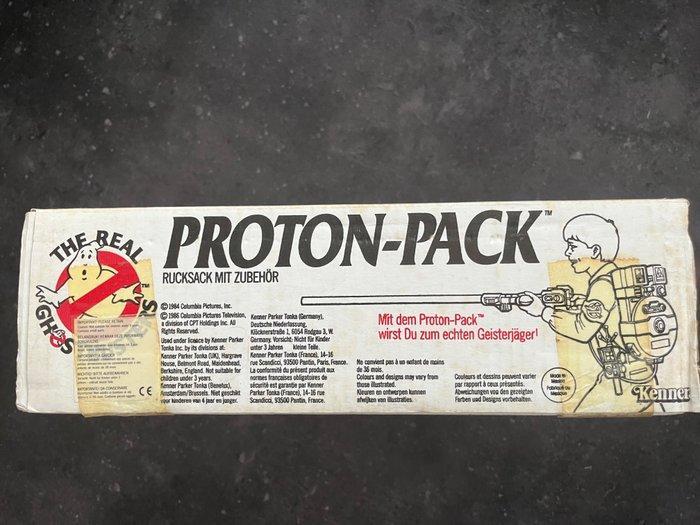 THE REAL
GHOS
PROTON-PACK™
RUCKSACK MIT ZUBEHÖR
©1984 Columbia Pictures, Inc.
©1986 Columbia Pictures Television,
a division of CPT Holdings Inc. All
Rights Reserved.
Used under licence by Kenner Parker
Tonka Inc. by its divisions at:
Kenner Parker Tonka (UK), Hargrave
House, Belmont Road, Maidenhead,
Berkshire, England. Not suitable for
children under 3 years.
Kenner Parker Tonka (Benelux),
Amsterdam/Brussels. Niet geschikt
voor kinderen van 4 jaar en jonger.
Kenner Parker Tonka (Germany),
Deutsche Niederlassung,
Klöcknerstraße 1, 6054 Rodgau 3, W.
Germany. Vorsicht: Nicht für Kinder
unter 3 Jahren kleine Teile.
Kenner Parker Tonka (France), 14-16
rue Scandicci, 93500 Pantin, Paris, France.
La conformité du présent produit aux
normes françaises obligatoires de
sécurité est garantie par Kenner
Parker Tonka (France), 14-16 rue
Scandicci, 93500 Pantin, France.
Mit dem Proton-Pack™
wirst Du zum echten Geisterjäger!
Ne convient pas à un enfant de moins
de 36 mois.
Colours and designs may vary from
those illustrated.
Kleuren en ontwerpen kunnen
afwijken van illustraties.
Couleurs et dessins peuvent varier
par rapport à ceux présentés.
Abweichungen von den gezeigten
Farben und Designs vorbehalten.
Made in
Mexico
Fabriqué au
Mexique
Kenner
CE